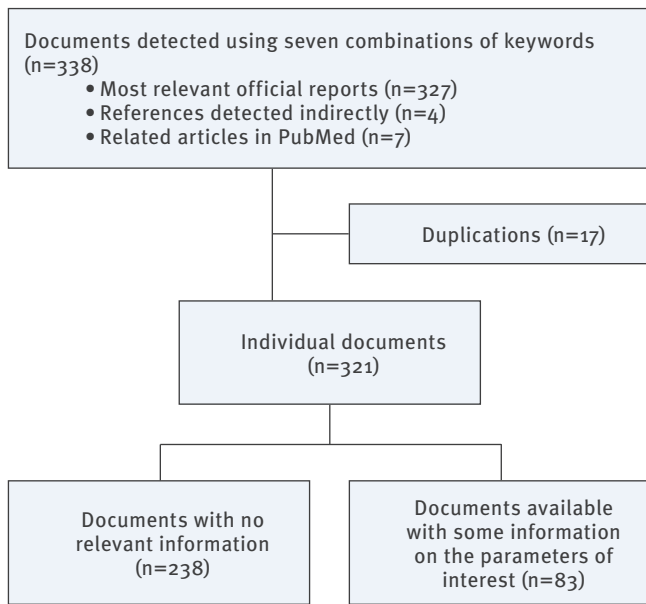 Documents detected using seven combinations of keywords
(n=338)
• Most relevant official reports (n=327)
• References detected indirectly (n=4)
• Related articles in PubMed (n=7)
Duplications (n=17)
Individual documents
(n=321)
Documents with no
relevant information
(n=238)
Documents available
with some information
on the parameters of
interest (n=83)